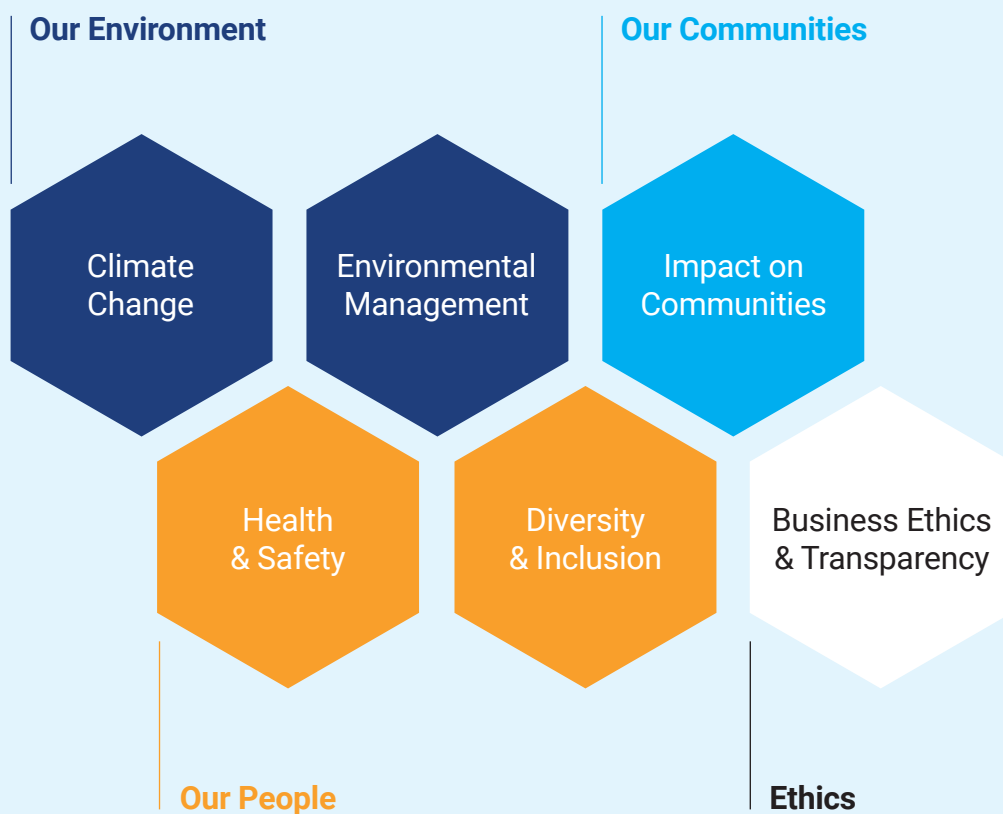 Our Environment
Our Communities
Climate
Change
Environmental
Management
Impact on
Communities
Health
& Safety
Diversity
& Inclusion
Business Ethics
& Transparency
Our People
Ethics